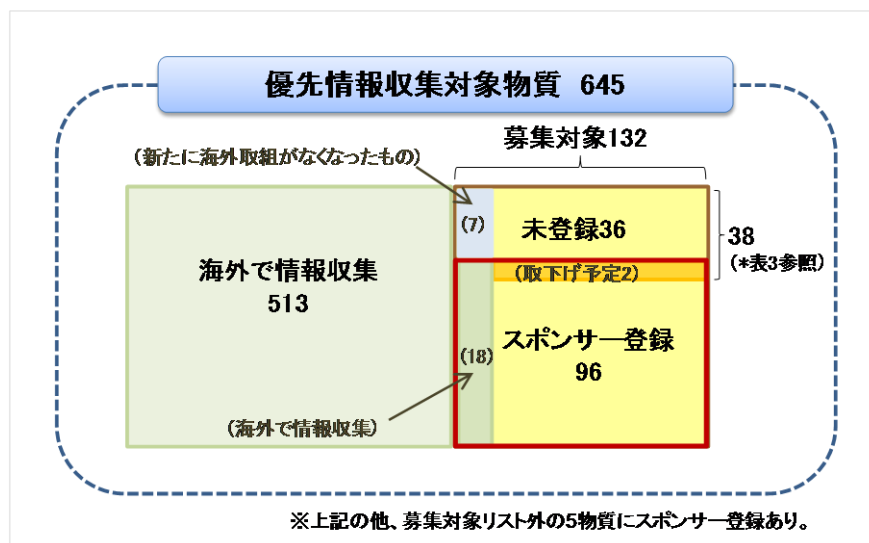 優先情報収集対象物質 645
募集対象132
(新たに海外取組がなくなったもの)
(7)
未登録36
38
(*表3参照)
海外で情報収集
513
(取下げ予定2)
スポンサー登録
96
(18)
(海外で情報収集)
※上記の他、募集対象リスト外の5物質にスポンサー登録あり。